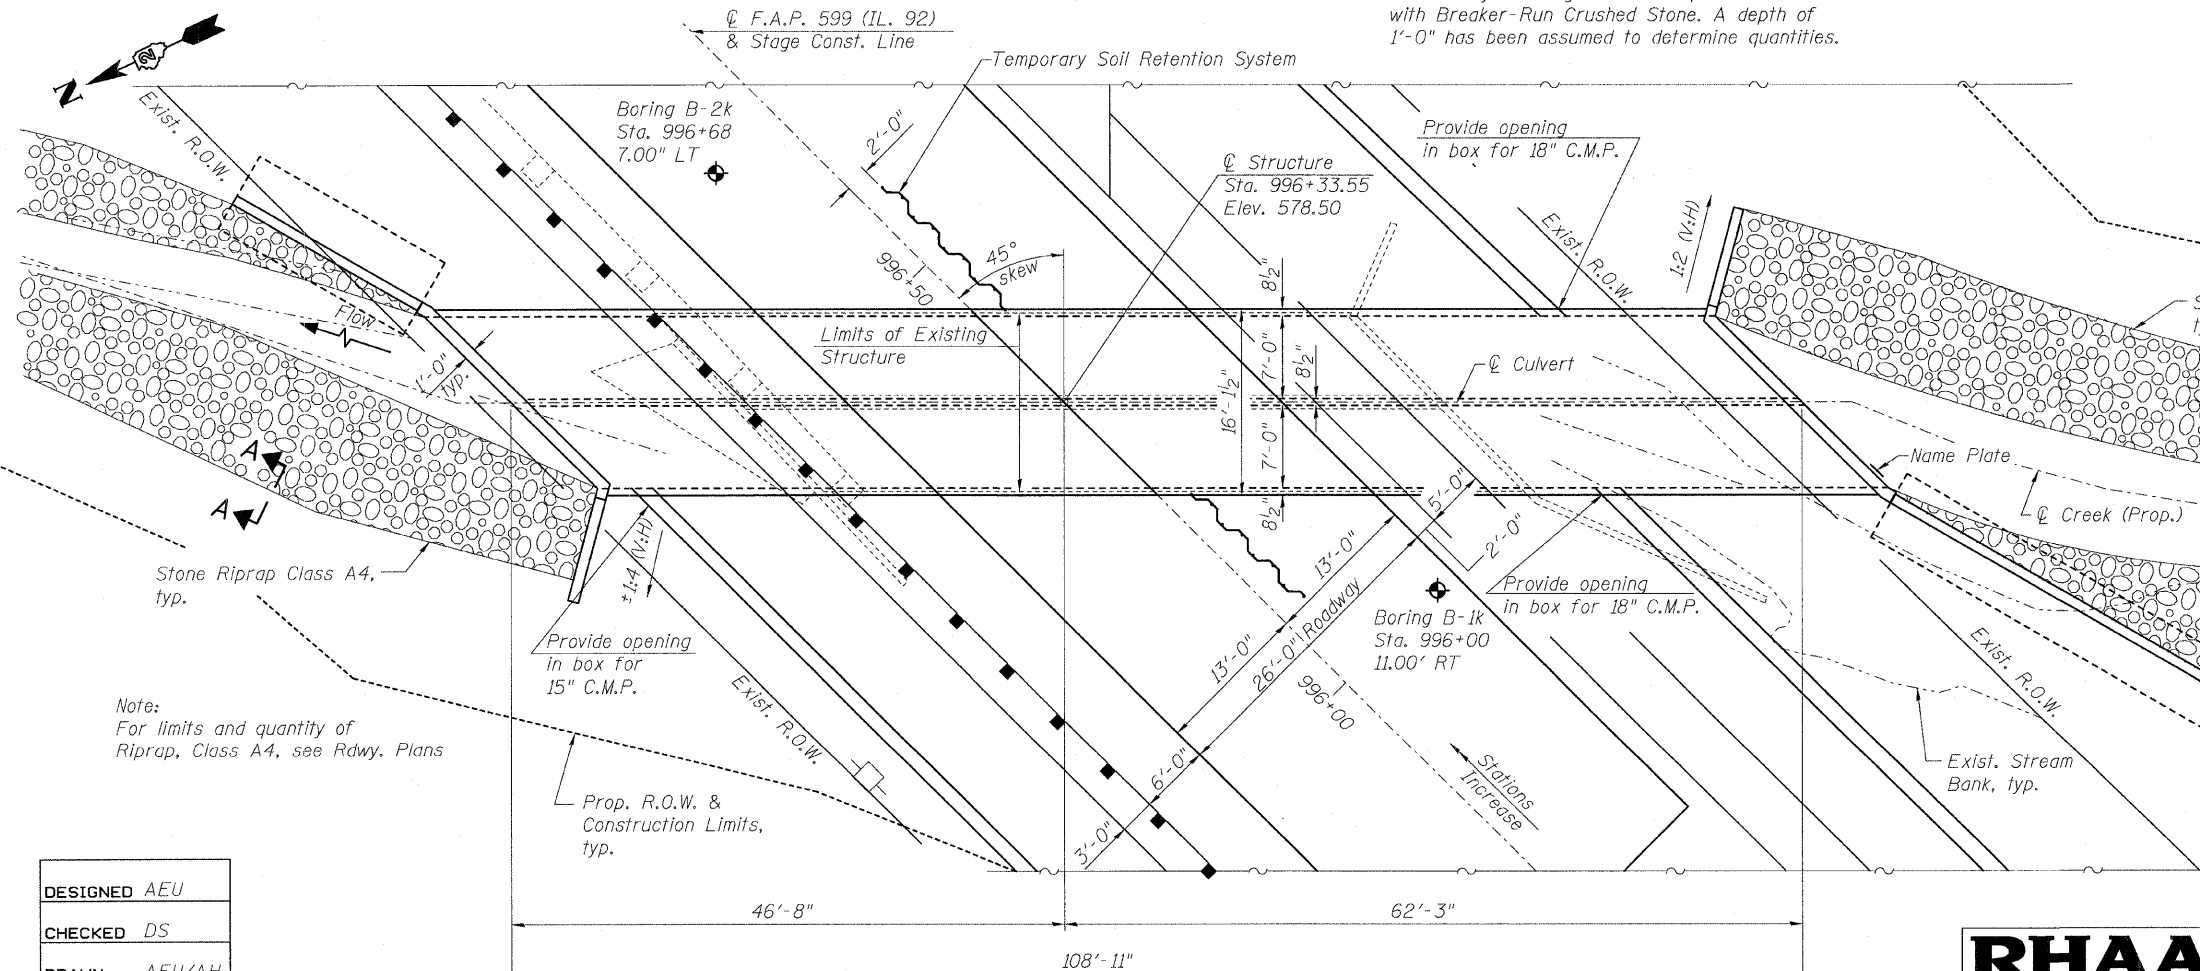 ℄ F.A.P. 599 (IL. 92)
& Stage Const. Line
with Breaker-Run Crushed Stone. A depth of
1'-0" has been assumed to determine quantities.
Temporary Soil Retention System
N
Exist. R.O.W.
Boring B-2k
Sta. 996+68
7.00" LT
2'-0"
Provide opening
in box for 18" C.M.P.
℄ Structure
Sta. 996+33.55
Elev. 578.50
45°
skew
996+50
8½"
1:2 (V:H)
Exist. R.O.W.
Flow
Limits of Existing
Structure
1'-0"
typ.
16'-1½"
7'-0"
8½"
℄ Culvert
7'-0"
8½"
5'-0"
2'-0"
Name Plate
℄ Creek (Prop.)
A
A
Stone Riprap Class A4,
typ.
±1:4 (V:H)
Provide opening
in box for
15" C.M.P.
13'-0"
13'-0"
26'-0" Roadway
Boring B-1k
Sta. 996+00
11.00' RT
Provide opening
in box for 18" C.M.P.
996+00
Exist. R.O.W.
Exist. R.O.W.
Note:
For limits and quantity of
Riprap, Class A4, see Rdwy. Plans
6'-0"
3'-0"
Stations
Increase
Exist. Stream
Bank, typ.
Prop. R.O.W. &
Construction Limits,
typ.
DESIGNED AEU
CHECKED DS
DRAWN AEU/AH
46'-8"
62'-3"
108'-11"
RHAA